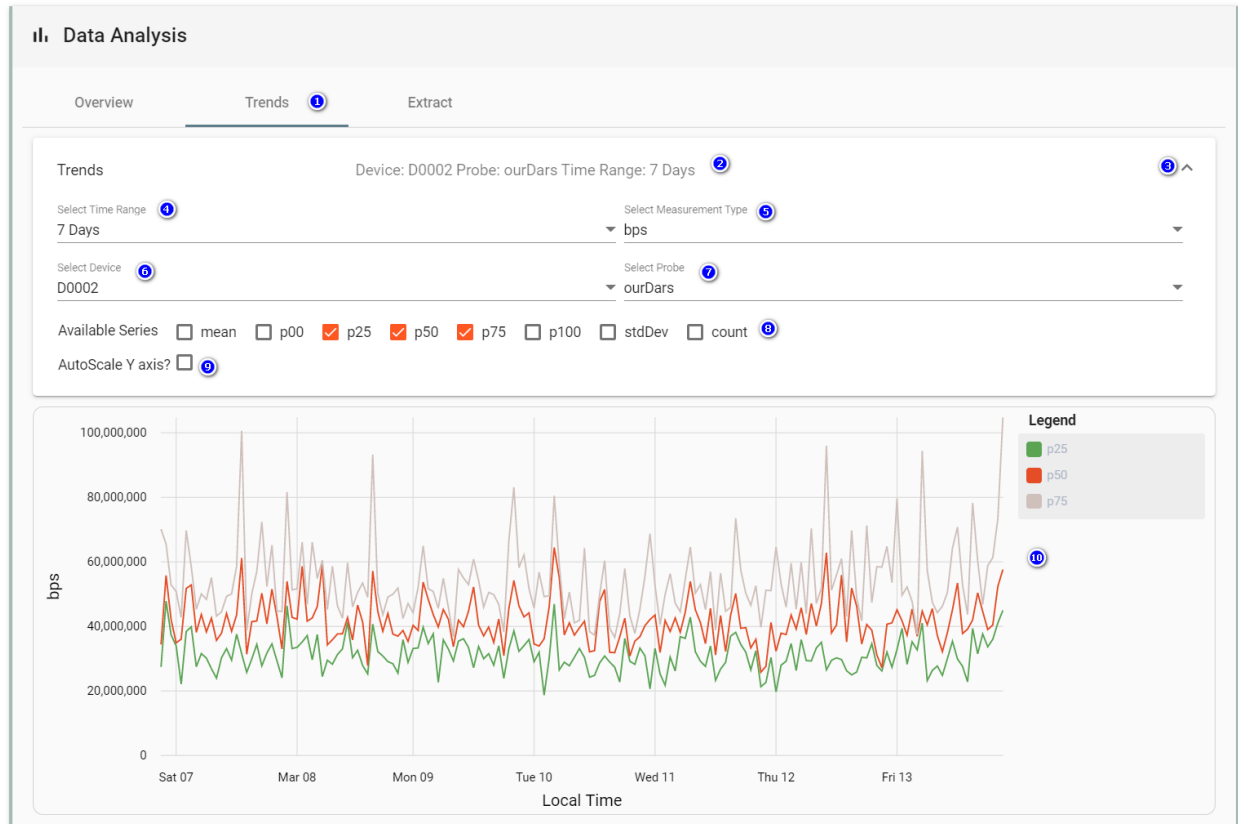 Data Analysis
Overview Trends 1 Extract
Trends Device: D0002 Probe: ourDars Time Range: 7 Days 2 3
Select Time Range 4 Select Measurement Type 5
7 Days bps
Select Device 6 Select Probe 7
D0002 ourDars
Available Series mean p00 p25 p50 p75 p100 stdDev count 8
AutoScale Y axis? 9
Legend
p25
p50
p75
10
100,000,000
80,000,000
60,000,000
40,000,000
20,000,000
0
bps
Sat 07 Mar 08 Mon 09 Tue 10 Wed 11 Thu 12 Fri 13
Local Time